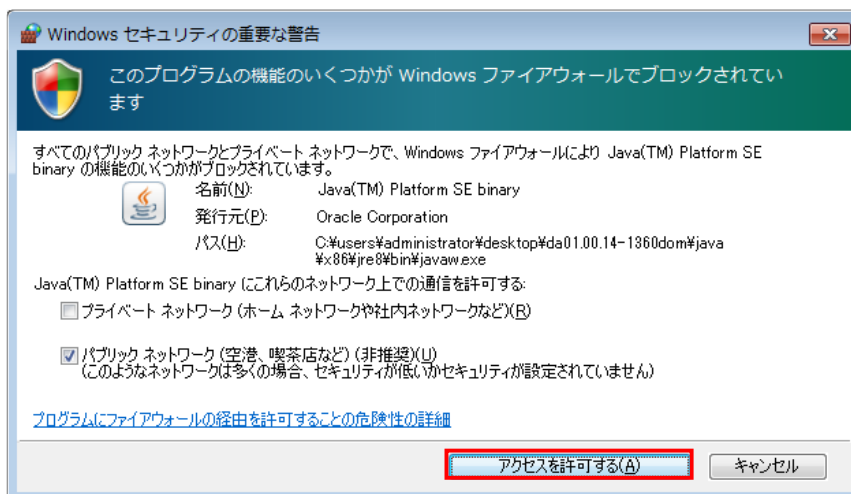 Windows セキュリティの重要な警告
このプログラムの機能のいくつかが Windows ファイアウォールでブロックされてい
ます
すべてのパブリック ネットワークとプライベート ネットワークで、Windows ファイアウォールにより Java(TM) Platform SE
binary の機能のいくつかがブロックされています。
名前(N): Java(TM) Platform SE binary
発行元(P): Oracle Corporation
パス(H): C:¥users¥administrator¥desktop¥da01.00.14-1360dom¥java
¥x86¥jre8¥bin¥javaw.exe
Java(TM) Platform SE binary にこれらのネットワーク上での通信を許可する:
プライベート ネットワーク (ホーム ネットワークや社内ネットワークなど)(R)
パブリック ネットワーク (空港、喫茶店など) (非推奨)(U)
(このようなネットワークは多くの場合、セキュリティが低いかセキュリティが設定されていません)
プログラムにファイアウォールの経由を許可することの危険性の詳細
アクセスを許可する(A) キャンセル